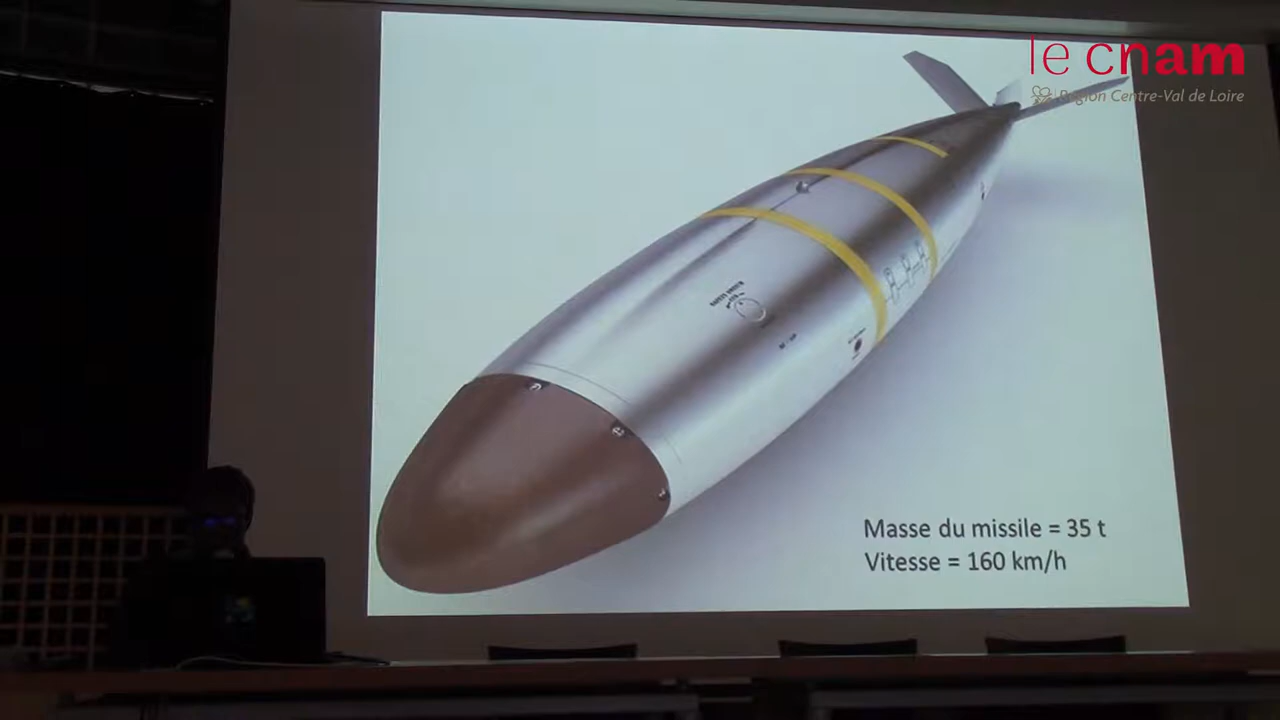 le cnam
Région Centre-Val de Loire
Masse du missile = 35 t
Vitesse = 160 km/h